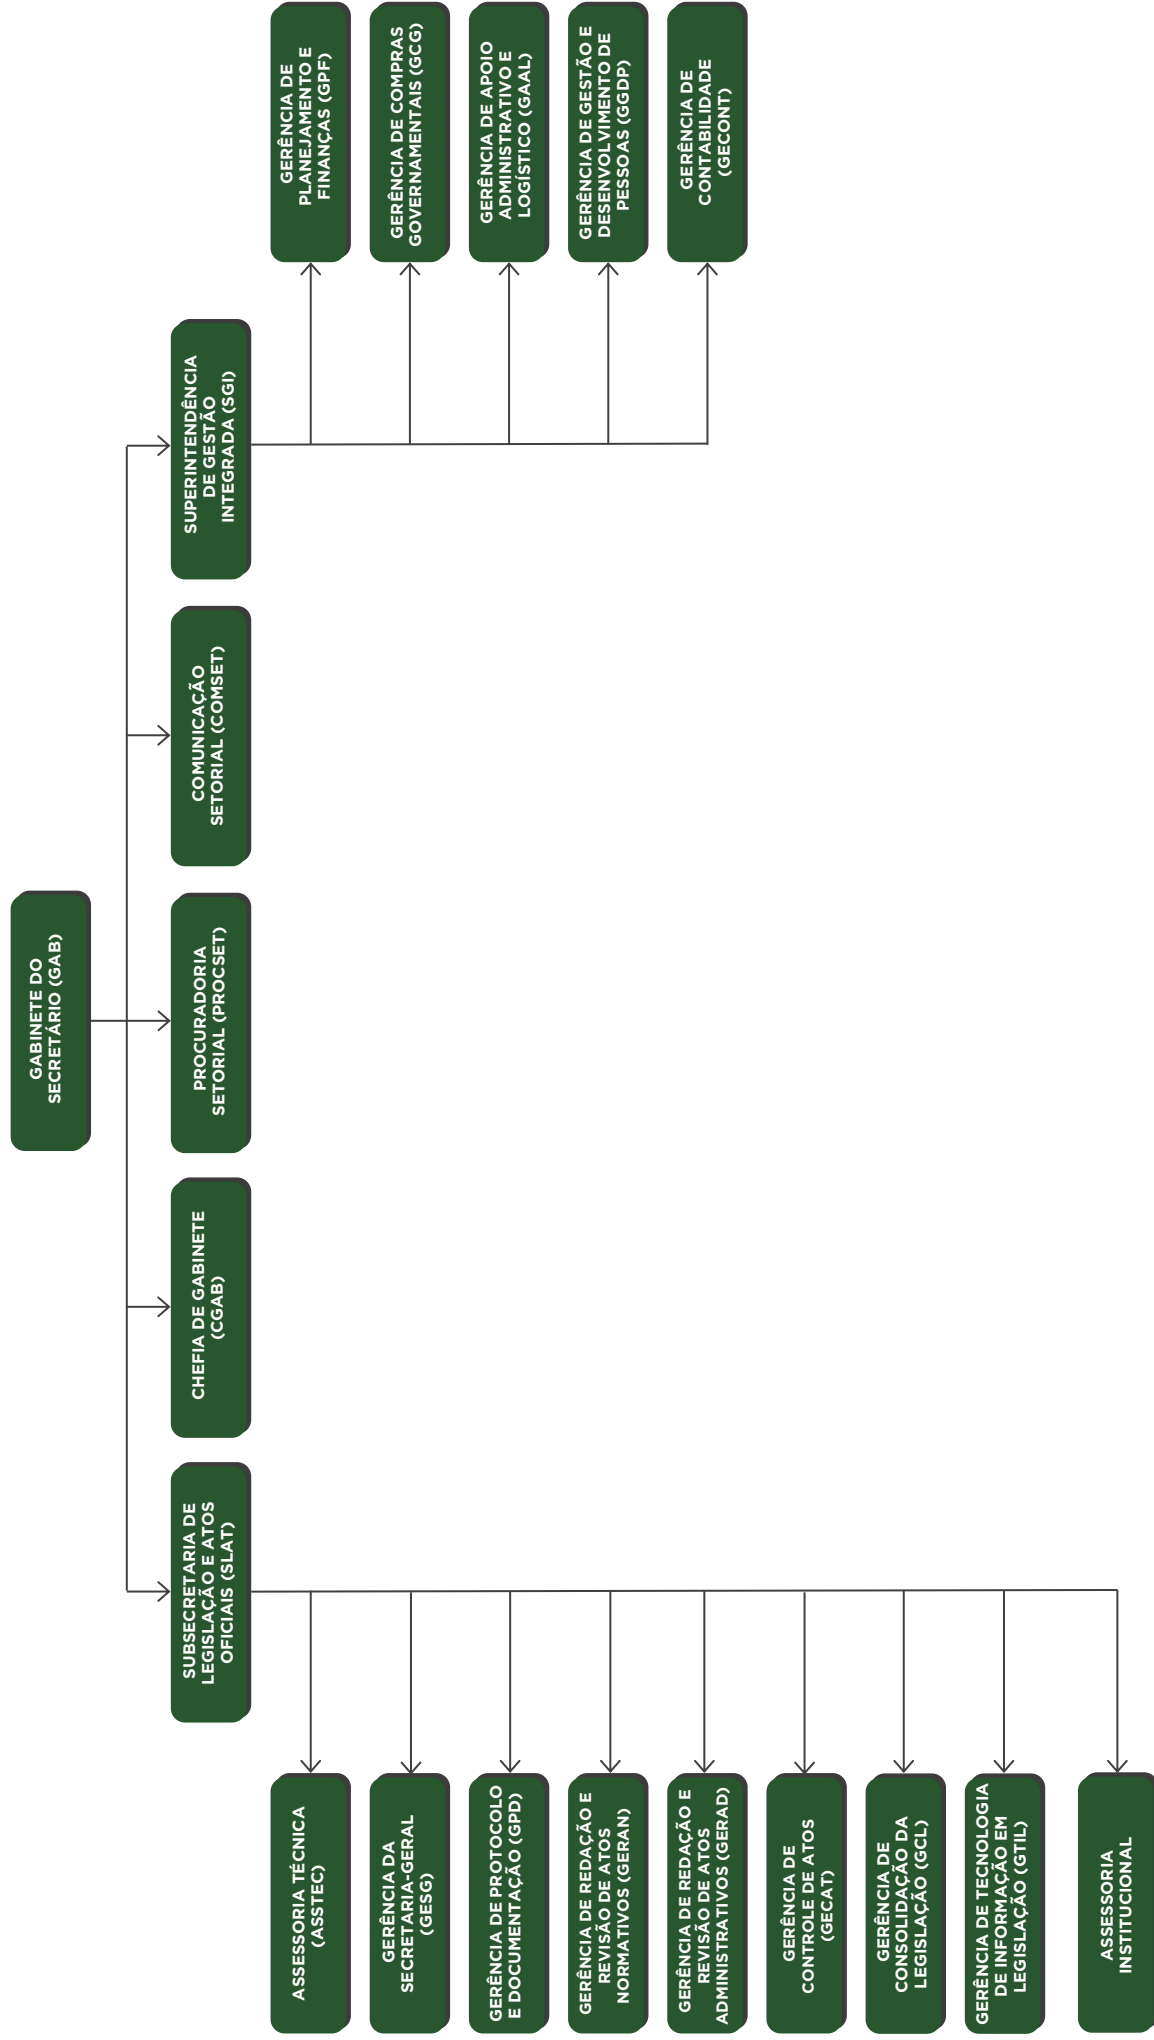 GABINETE DO
SECRETÁRIO (GAB)
SUBSECRETARIA DE
LEGISLAÇÃO E ATOS
OFICIAIS (SLAT)
CHEFIA DE GABINETE
(CGAB)
PROCURADORIA
SETORIAL (PROCSET)
COMUNICAÇÃO
SETORIAL (COMSET)
SUPERINTENDÊNCIA
DE GESTÃO
INTEGRADA (SGI)
ASSESSORIA TÉCNICA
(ASSTEC)
GERÊNCIA DA
SECRETARIA-GERAL
(GESG)
GERÊNCIA DE PROTOCOLO
E DOCUMENTAÇÃO (GPD)
GERÊNCIA DE REDAÇÃO E
REVISÃO DE ATOS
NORMATIVOS (GERAN)
GERÊNCIA DE REDAÇÃO E
REVISÃO DE ATOS
ADMINISTRATIVOS (GERAD)
GERÊNCIA DE
CONTROLE DE ATOS
(GECAT)
GERÊNCIA DE
CONSOLIDAÇÃO DA
LEGISLAÇÃO (GCL)
GERÊNCIA DE TECNOLOGIA
DE INFORMAÇÃO EM
LEGISLAÇÃO (GTIL)
ASSESSORIA
INSTITUCIONAL
GERÊNCIA DE
PLANEJAMENTO E
FINANÇAS (GPF)
GERÊNCIA DE COMPRAS
GOVERNAMENTAIS (GCG)
GERÊNCIA DE APOIO
ADMINISTRATIVO E
LOGÍSTICO (GAAL)
GERÊNCIA DE GESTÃO E
DESENVOLVIMENTO DE
PESSOAS (GGDP)
GERÊNCIA DE
CONTABILIDADE
(GECONT)